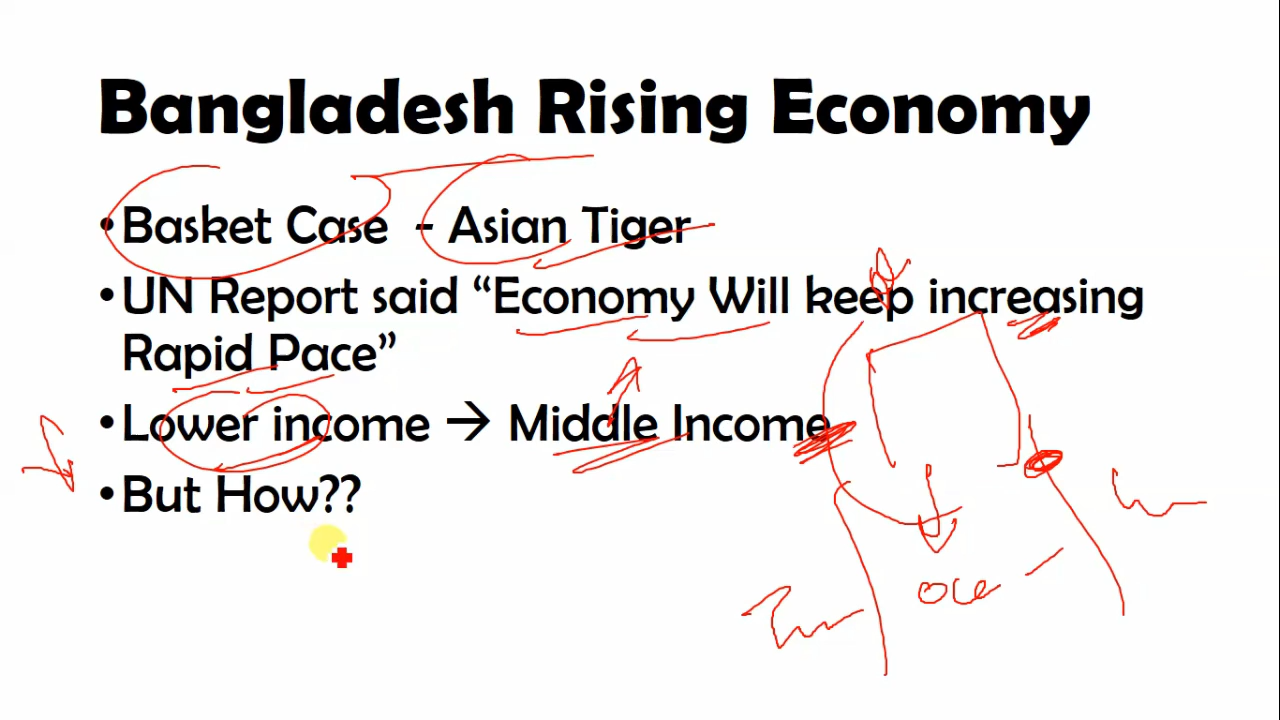 Bangladesh Rising Economy
•Basket Case - Asian Tiger
•UN Report said “Economy Will keep increasing
Rapid Pace”
•Lower income → Middle Income
•But How??